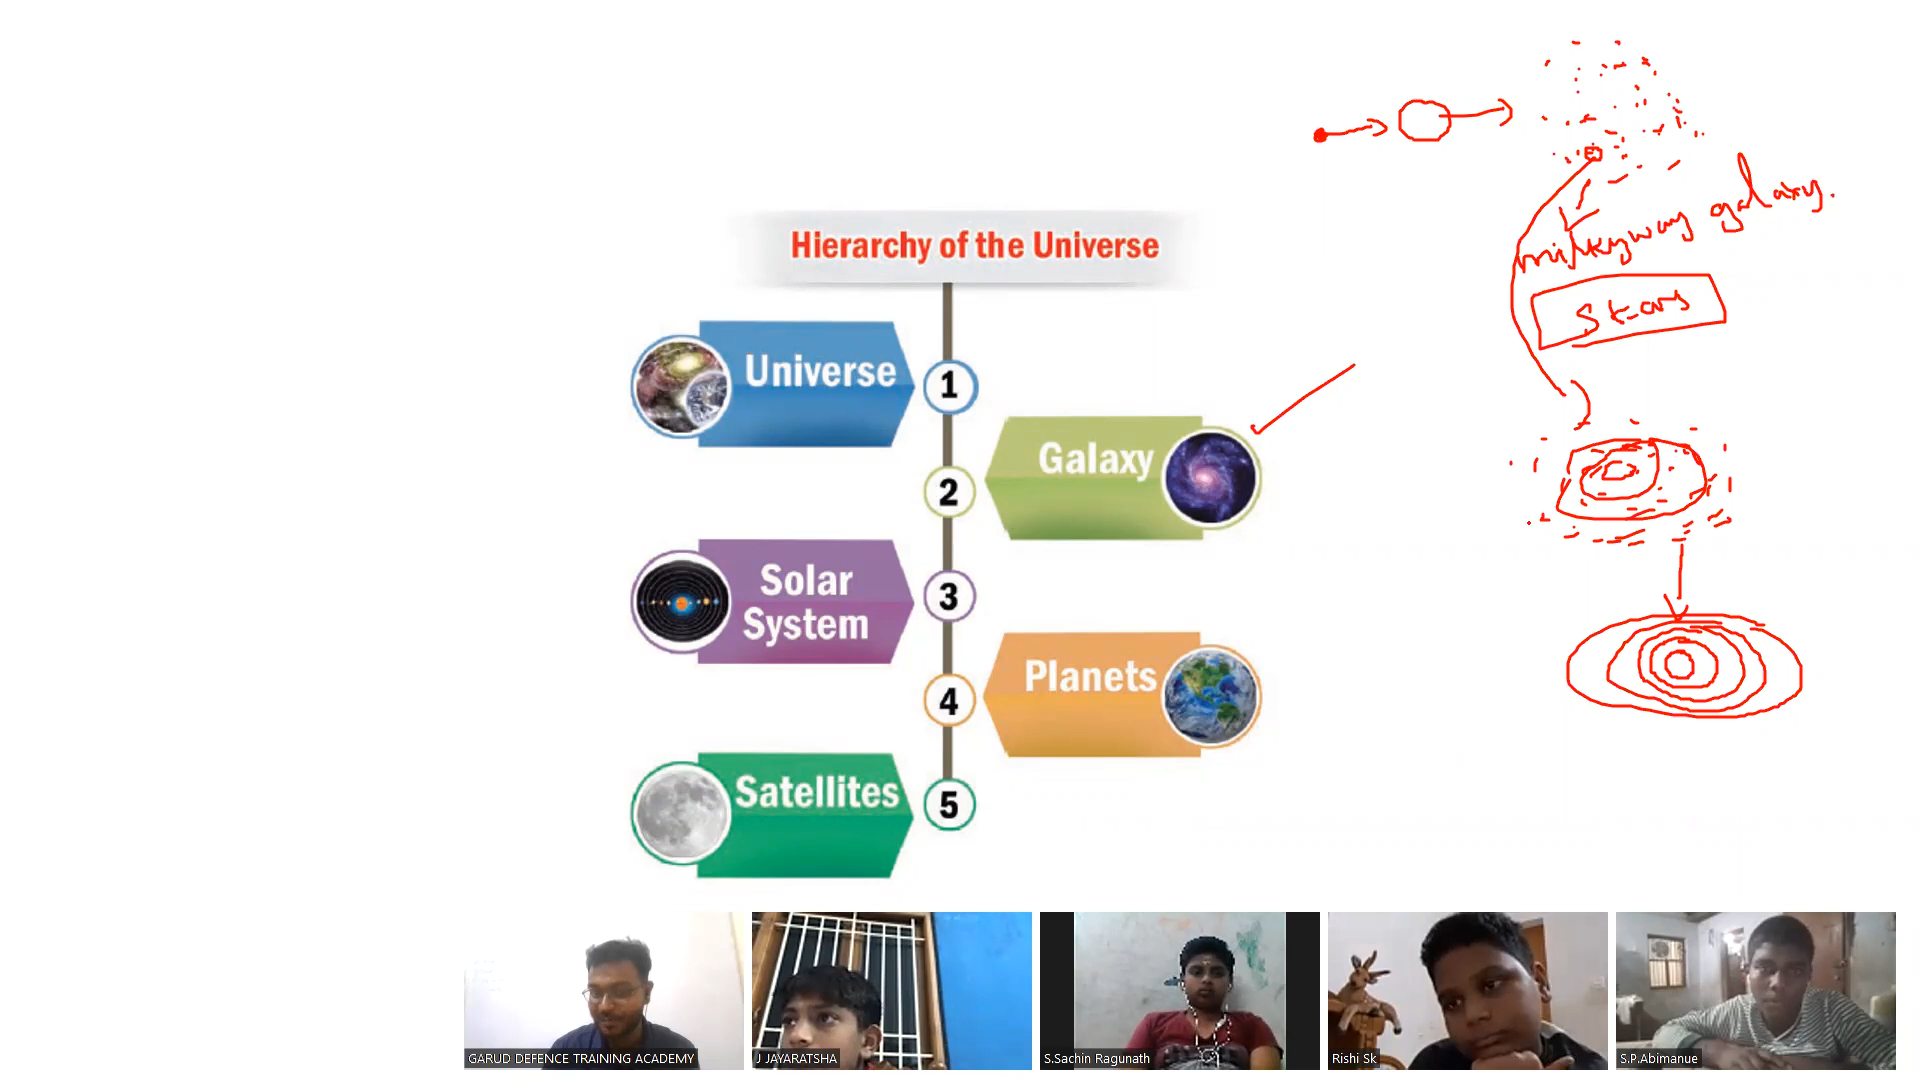 milkyway galaxy.
Hierarchy of the Universe
Stars
Universe
1
Galaxy
2
Solar
System
3
Planets
4
Satellites
5
GARUD DEFENCE TRAINING ACADEMY
J JAYARATSHA
S.Sachin Ragunath
Rishi Sk
S.P.Abimanue